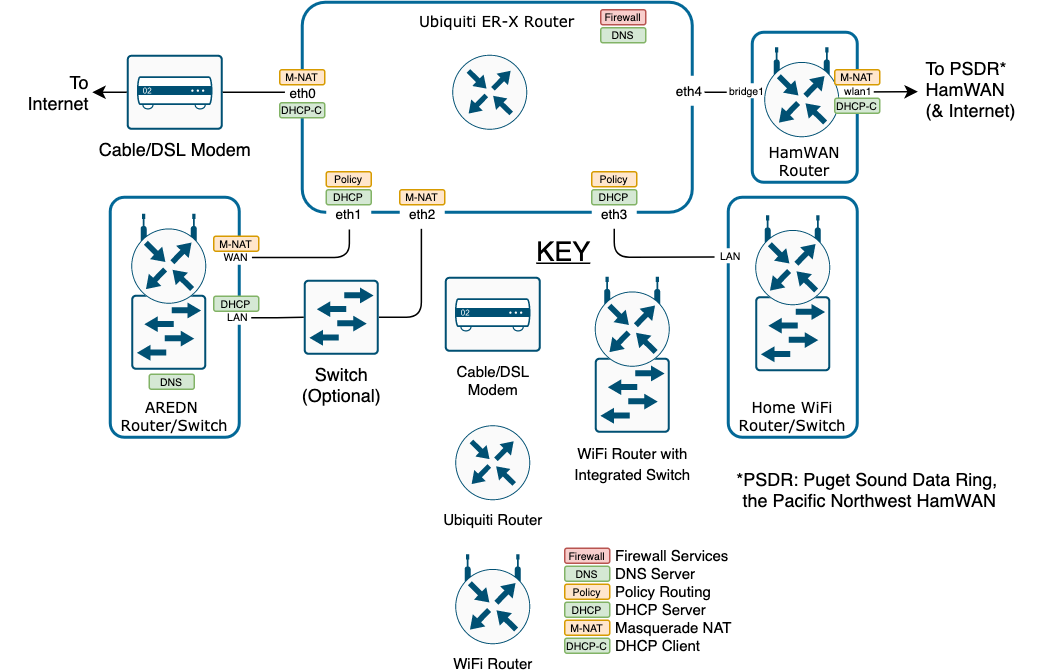 Ubiquiti ER-X Router
Firewall
DNS
To
Internet
02
Cable/DSL Modem
M-NAT
eth0
DHCP-C
eth4
bridge1
M-NAT
wlan1
DHCP-C
HamWAN
Router
To PSDR*
HamWAN
(& Internet)
Policy
DHCP
eth1
M-NAT
eth2
Policy
DHCP
eth3
M-NAT
WAN
DHCP
LAN
DNS
AREDN
Router/Switch
Switch
(Optional)
LAN
Home WiFi
Router/Switch
KEY
02
Cable/DSL
Modem
WiFi Router with
Integrated Switch
Ubiquiti Router
WiFi Router
*PSDR: Puget Sound Data Ring,
the Pacific Northwest HamWAN
Firewall Firewall Services
DNS DNS Server
Policy Policy Routing
DHCP DHCP Server
M-NAT Masquerade NAT
DHCP-C DHCP Client